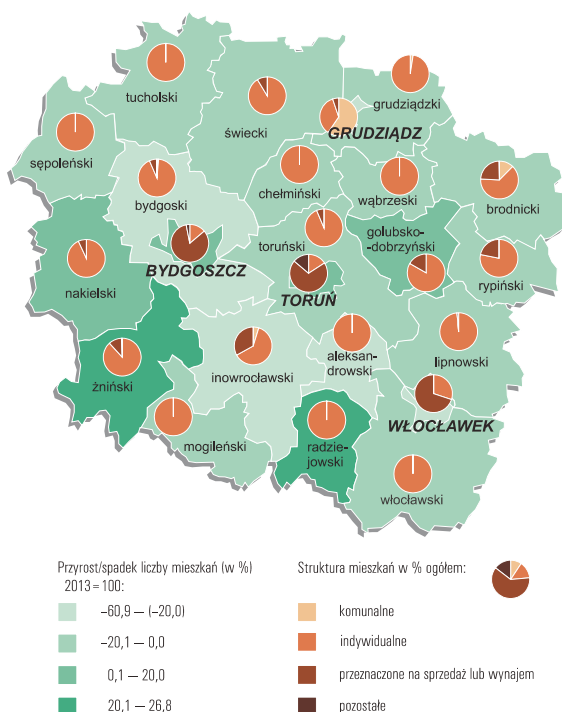 tucholski
grudziądzki
świecki
GRUDZIĄDZ
sępoleński
chełmiński
wąbrzeski
bydgoski
brodnicki
toruński
golubsko-
-dobrzyński
BYDGOSZCZ
nakielski
TORUŃ
rypiński
aleksan-
drowski
lipnowski
inowrocławski
żniński
WŁOCŁAWEK
mogileński
radzie-
jowski
włocławski
Przyrost/spadek liczby mieszkań (w %)
2013 = 100:
−60,9 — (−20,0)
−20,1 — 0,0
0,1 — 20,0
20,1 — 26,8
Struktura mieszkań w % ogółem:
komunalne
indywidualne
przeznaczone na sprzedaż lub wynajem
pozostałe